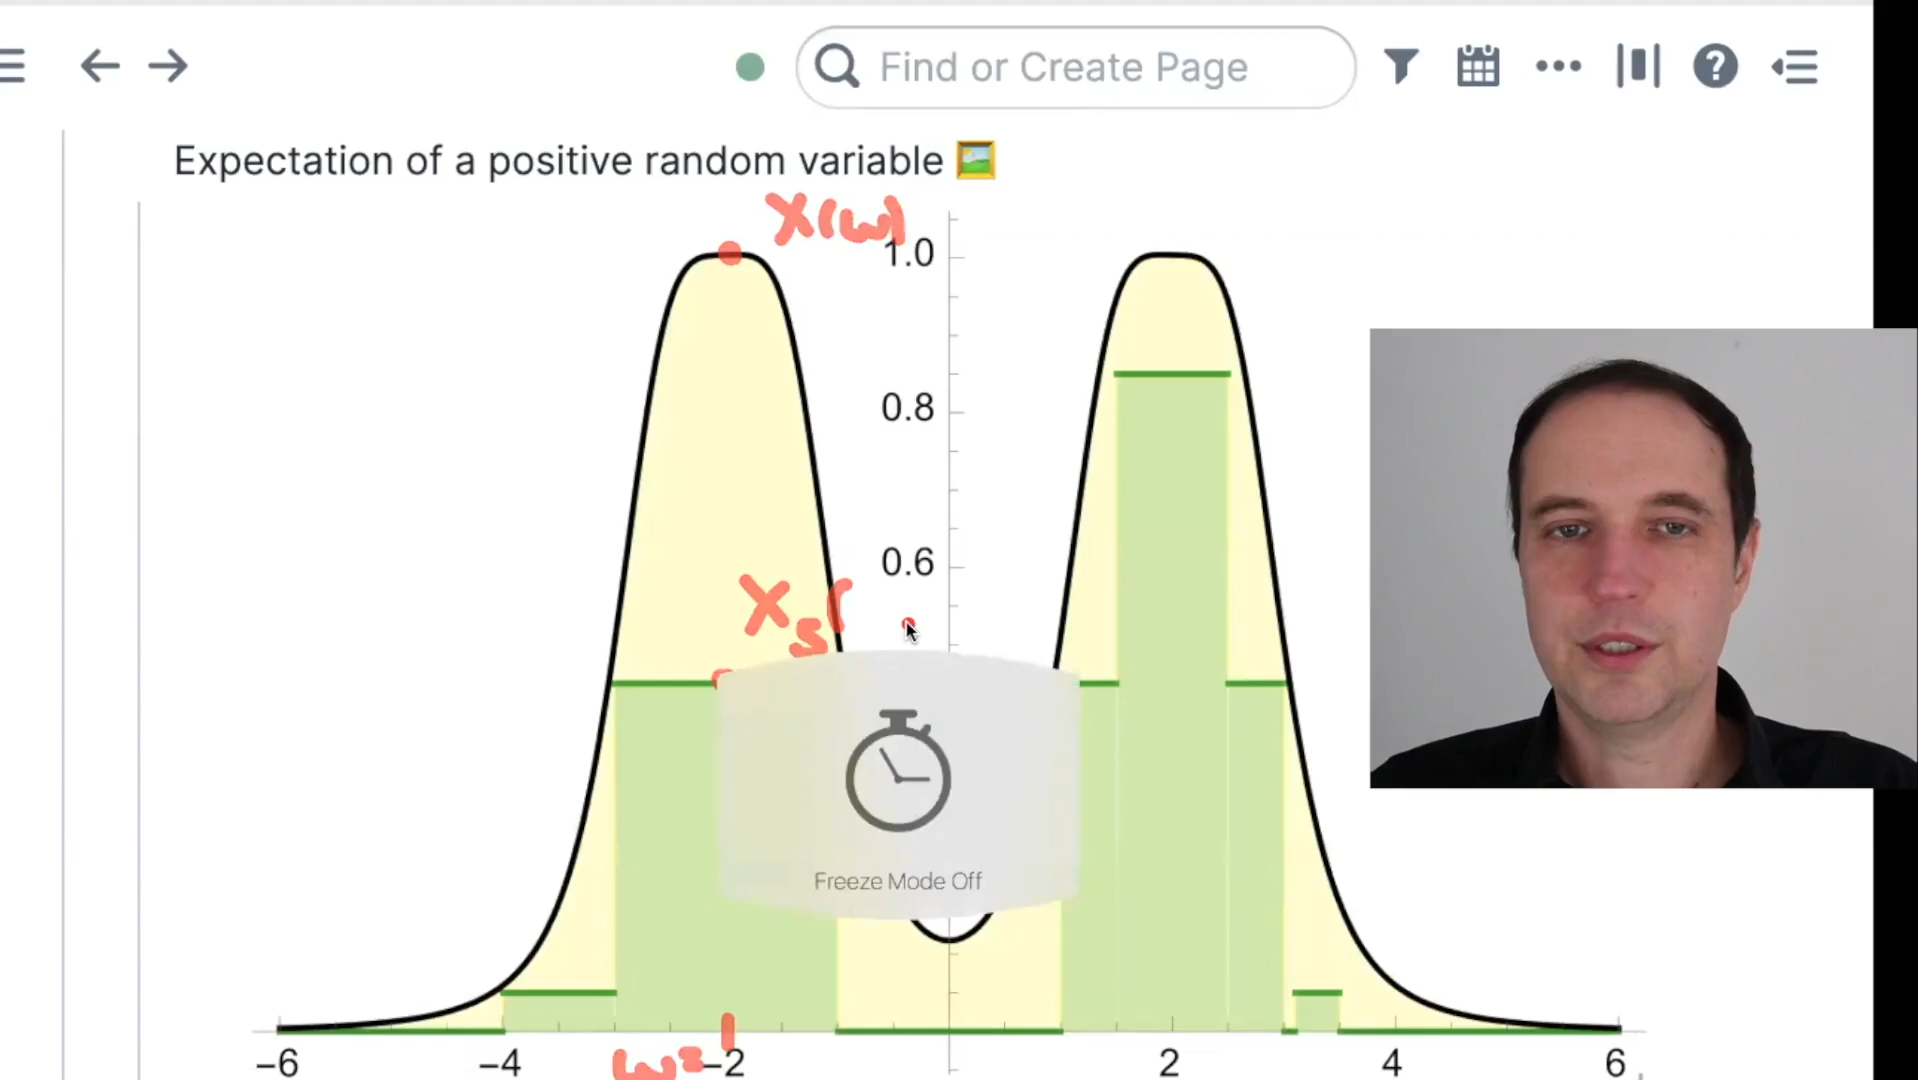 Find or Create Page
Expectation of a positive random variable
X(ω)
1.0
0.8
0.6
X_S(
Freeze Mode Off
ω=
−6
−4
−2
2
4
6